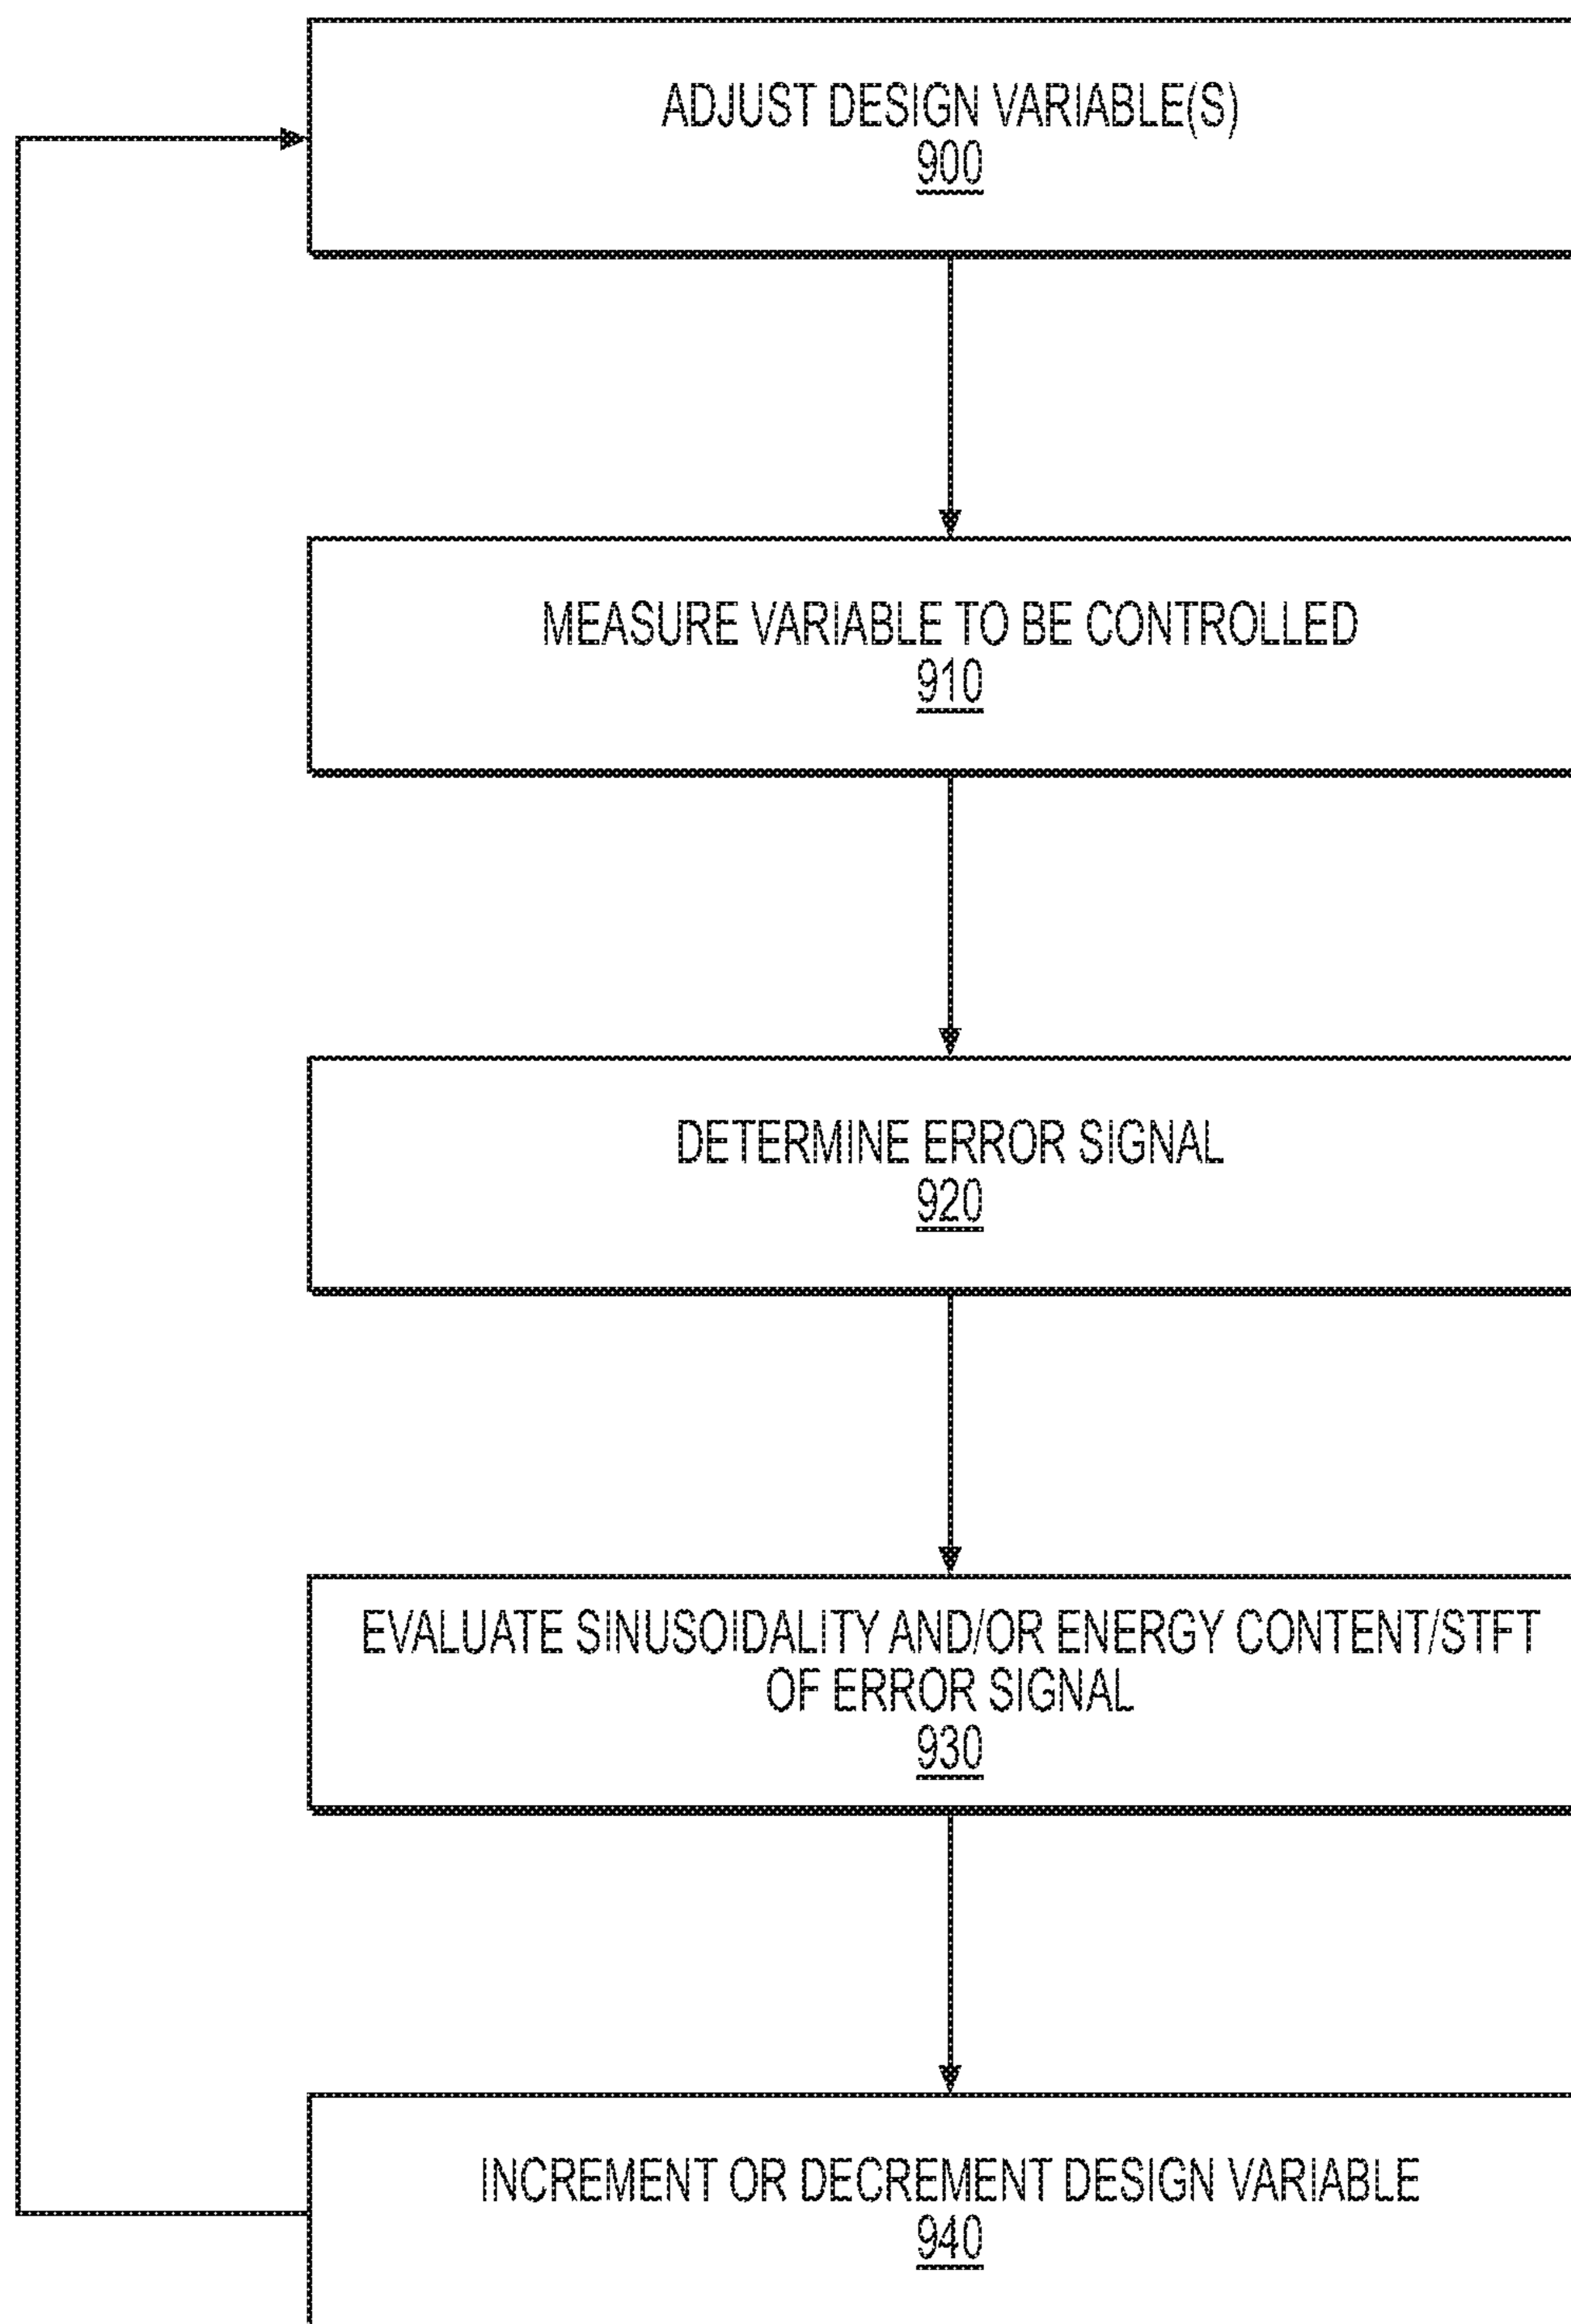 ADJUST DESIGN VARIABLE(S)
900
MEASURE VARIABLE TO BE CONTROLLED
910
DETERMINE ERROR SIGNAL
920
EVALUATE SINUSOIDALITY AND/OR ENERGY CONTENT/STFT
OF ERROR SIGNAL
930
INCREMENT OR DECREMENT DESIGN VARIABLE
940